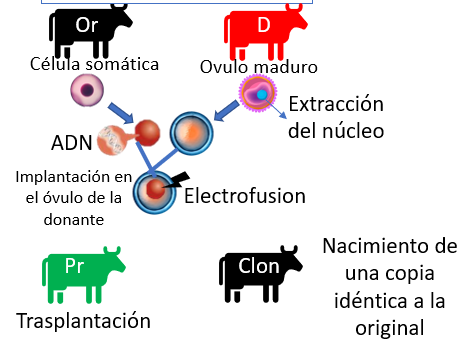 Or
D
Célula somática
Ovulo maduro
Extracción
del núcleo
ADN
Implantación en
el óvulo de la
donante
Electrofusion
Pr
Clon
Trasplantación
Nacimiento de
una copia
idéntica a la
original